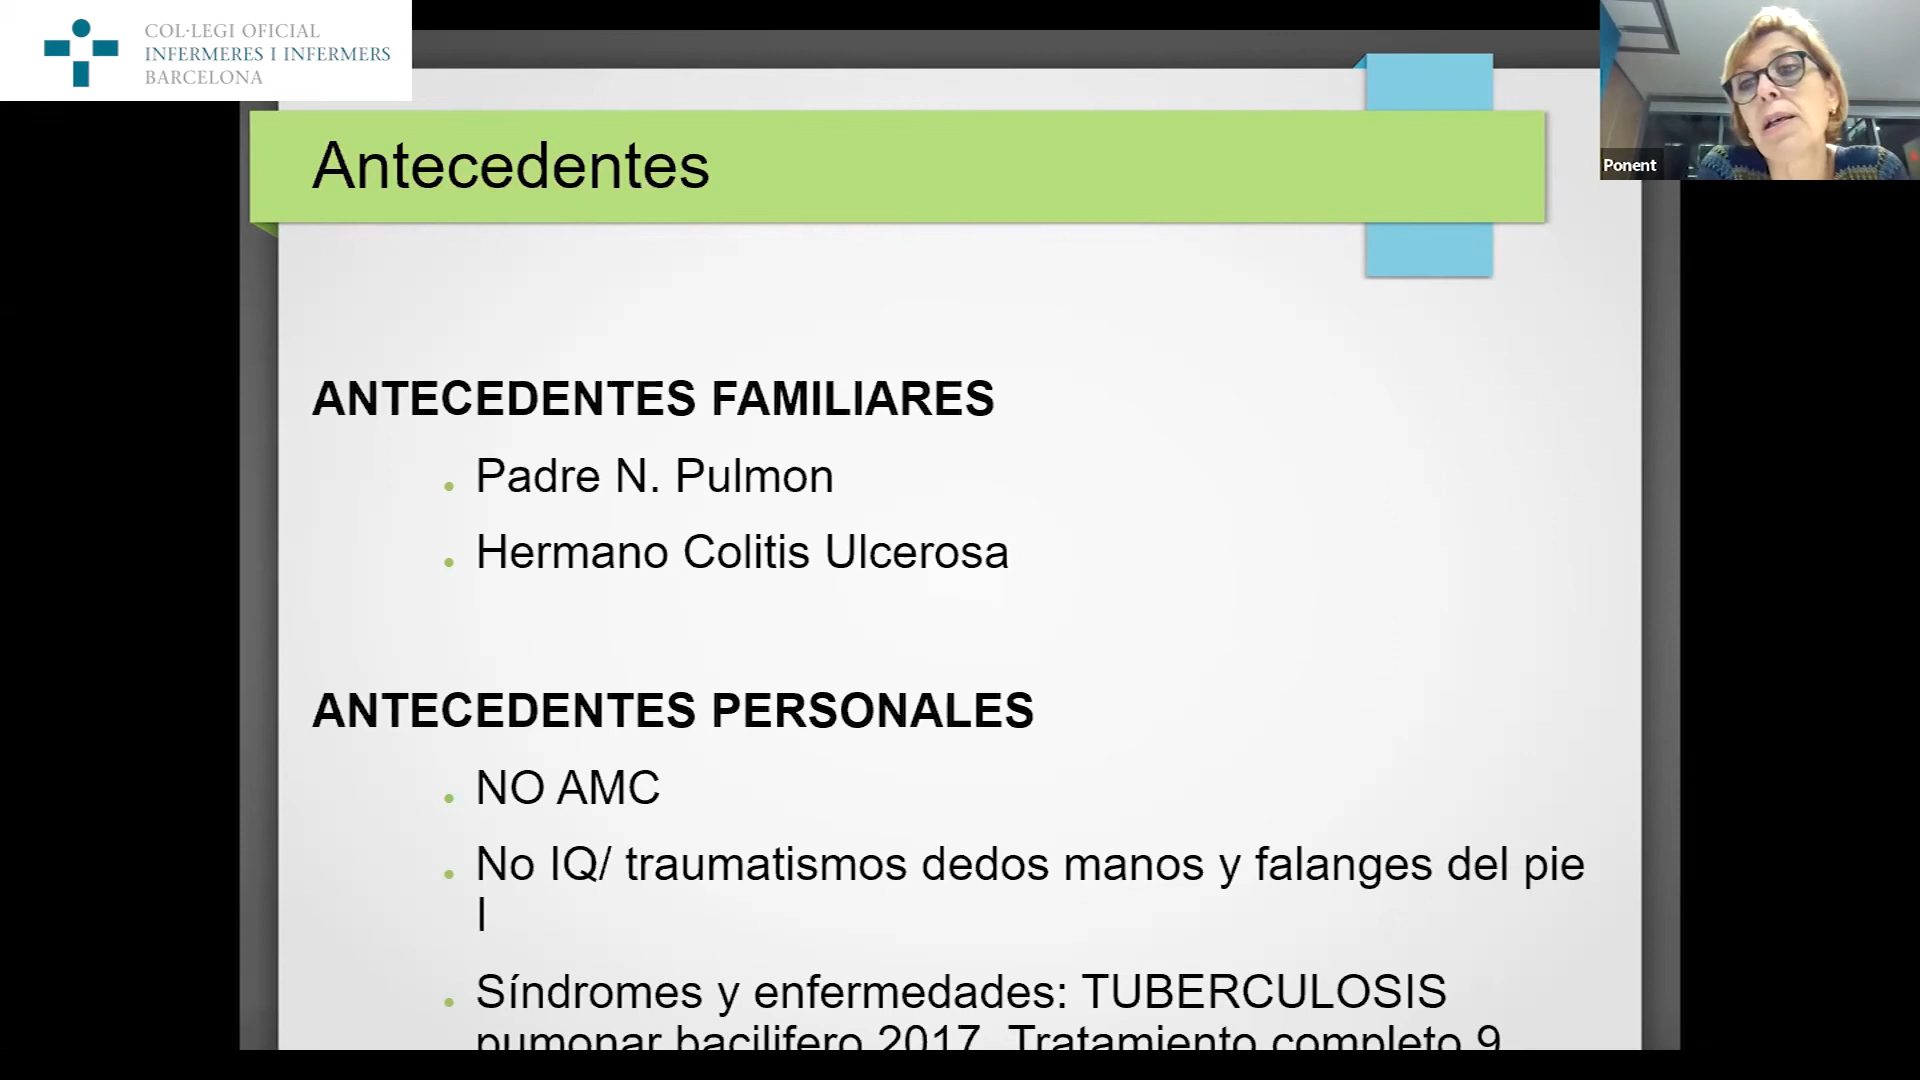 COL·LEGI OFICIAL
INFERMERES I INFERMERS
BARCELONA
Ponent
Antecedentes
ANTECEDENTES FAMILIARES
Padre N. Pulmon
Hermano Colitis Ulcerosa
ANTECEDENTES PERSONALES
NO AMC
No IQ/ traumatismos dedos manos y falanges del pie
I
Síndromes y enfermedades: TUBERCULOSIS
pumonar bacilifero 2017. Tratamiento completo 9